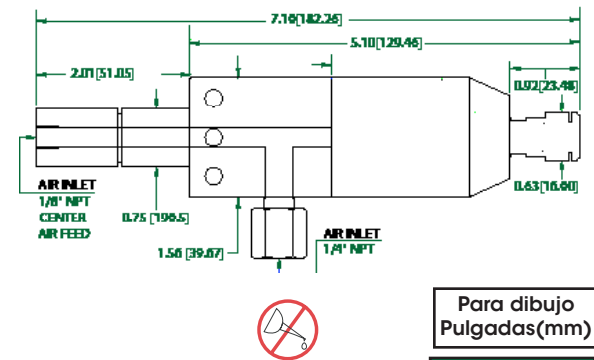 7.18[182.26]
5.10[129.46]
2.01[51.05]
0.92[23.48]
AIR INLET
1/8" NPT
CENTER
AIR FEED
0.75 [190.5]
1.56 [39.67]
0.63[16.00]
AIR INLET
1/4" NPT
Para dibujo
Pulgadas(mm)